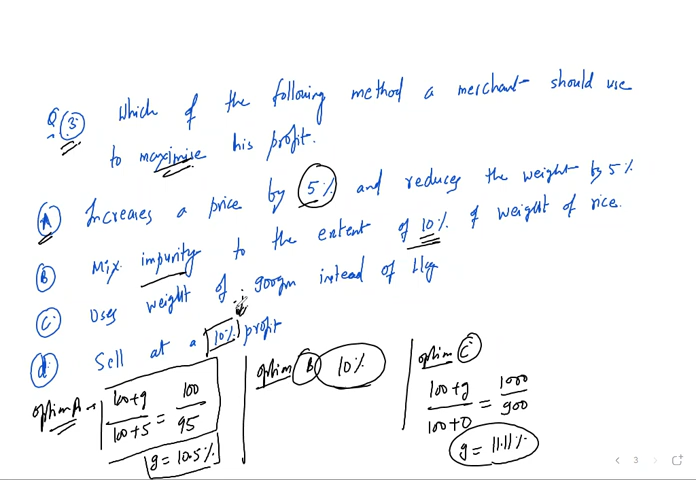 Q 3. Which of the following method a merchant should use
to maximise his profit.
A Increases a price by 5% and reduces the weight by 5%
B Mix impurity to the extent of 10% of weight of rice.
C Uses weight of 900gm instead of 1kg
d Sell at a 10% profit
option A → 100+g / 100+5 = 100 / 95
g = 10.5%
option B 10%
option C
100+g / 100+0 = 1000 / 900
g = 11.11%
3